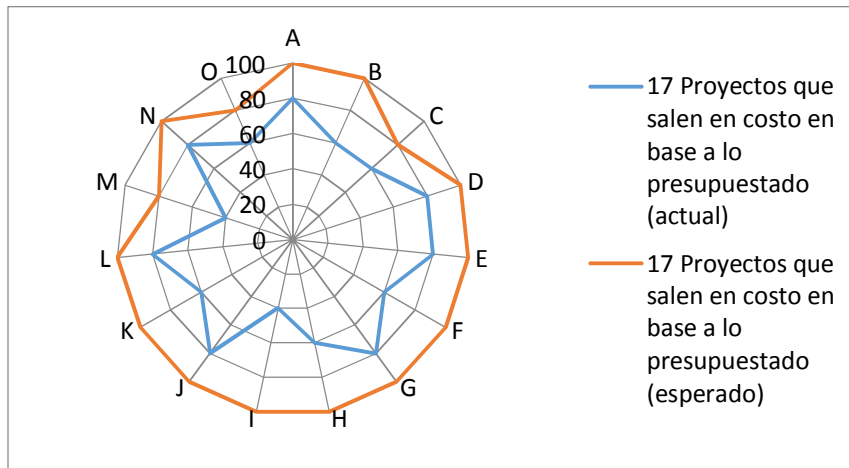 A
B
C
D
E
F
G
H
I
J
K
L
M
N
O
100
80
60
40
20
0
17 Proyectos que
salen en costo en
base a lo
presupuestado
(actual)
17 Proyectos que
salen en costo en
base a lo
presupuestado
(esperado)